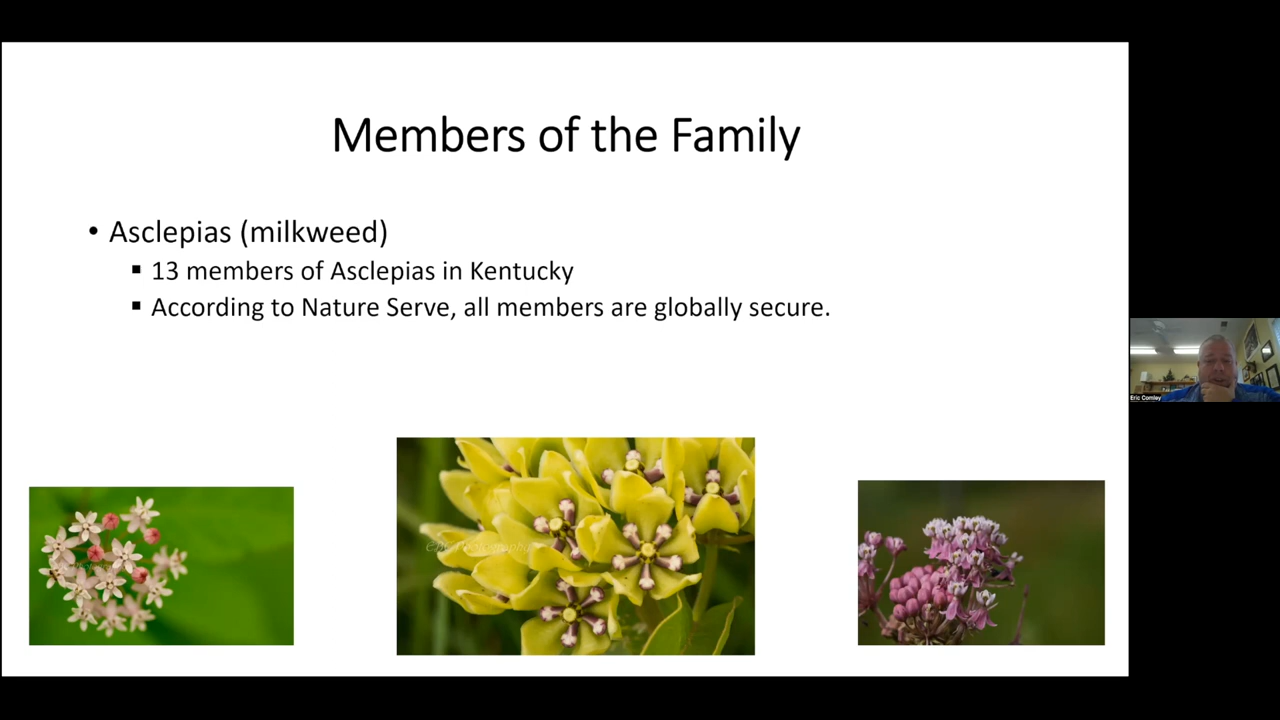 Members of the Family
• Asclepias (milkweed)
▪ 13 members of Asclepias in Kentucky
▪ According to Nature Serve, all members are globally secure.
Photography
Eric Comley